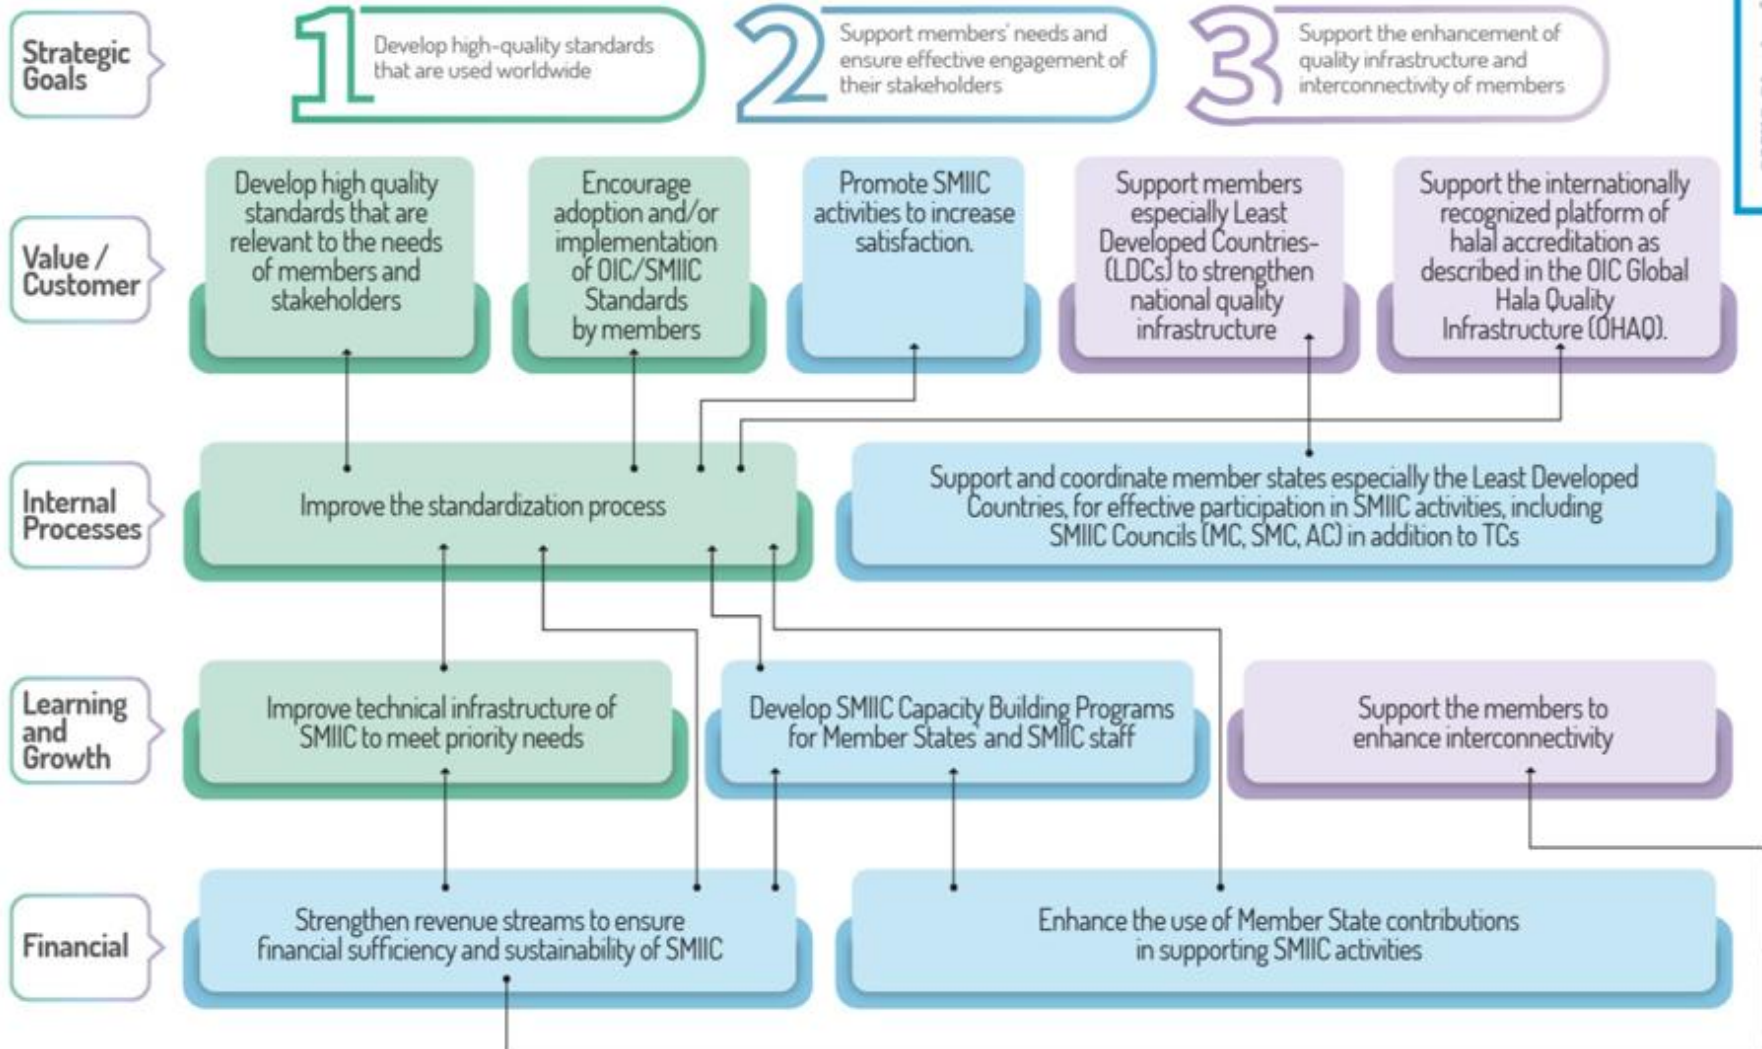 Strategic
Goals
1
Develop high-quality standards
that are used worldwide
2
Support members' needs and
ensure effective engagement of
their stakeholders
3
Support the enhancement of
quality infrastructure and
interconnectivity of members
Value /
Customer
Develop high quality
standards that are
relevant to the needs
of members and
stakeholders
Encourage
adoption and/or
implementation
of OIC/SMIIC
Standards
by members
Promote SMIIC
activities to increase
satisfaction.
Support members
especially Least
Developed Countries-
(LDCs) to strengthen
national quality
infrastructure
Support the internationally
recognized platform of
halal accreditation as
described in the OIC Global
Hala Quality
Infrastructure (OHAQ).
Internal
Processes
Improve the standardization process
Support and coordinate member states especially the Least Developed
Countries, for effective participation in SMIIC activities, including
SMIIC Councils (MC, SMC, AC) in addition to TCs
Learning
and
Growth
Improve technical infrastructure of
SMIIC to meet priority needs
Develop SMIIC Capacity Building Programs
for Member States' and SMIIC staff
Support the members to
enhance interconnectivity
Financial
Strengthen revenue streams to ensure
financial sufficiency and sustainability of SMIIC
Enhance the use of Member State contributions
in supporting SMIIC activities